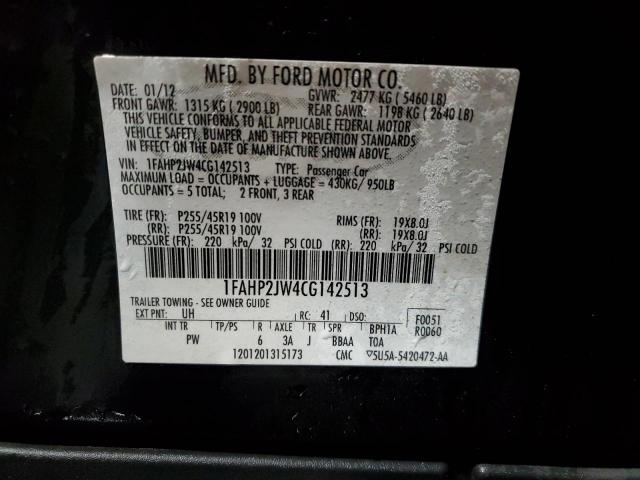 MFD. BY FORD MOTOR CO.
DATE: 01/12 GVWR: 2477 KG ( 5460 LB)
FRONT GAWR: 1315 KG ( 2900 LB) REAR GAWR: 1198 KG ( 2640 LB)
THIS VEHICLE CONFORMS TO ALL APPLICABLE FEDERAL MOTOR
VEHICLE SAFETY, BUMPER, AND THEFT PREVENTION STANDARDS
IN EFFECT ON THE DATE OF MANUFACTURE SHOWN ABOVE.
VIN: 1FAHP2JW4CG142513 TYPE: Passenger Car
MAXIMUM LOAD = OCCUPANTS + LUGGAGE = 430KG/ 950LB
OCCUPANTS = 5 TOTAL; 2 FRONT, 3 REAR
TIRE (FR): P255/45R19 100V RIMS (FR): 19X8.0J
(RR): P255/45R19 100V (RR): 19X8.0J
PRESSURE (FR): 220 kPa/ 32 PSI COLD (RR): 220 kPa/ 32 PSI COLD
1FAHP2JW4CG142513
TRAILER TOWING - SEE OWNER GUIDE
EXT PNT: UH RC: 41 DSO: F0051
R0060
INT TR TP/PS R AXLE TR SPR BPH1A
PW 6 3A J BBAA TOA
1201201315173 CMC ▽5U5A-5420472-AA